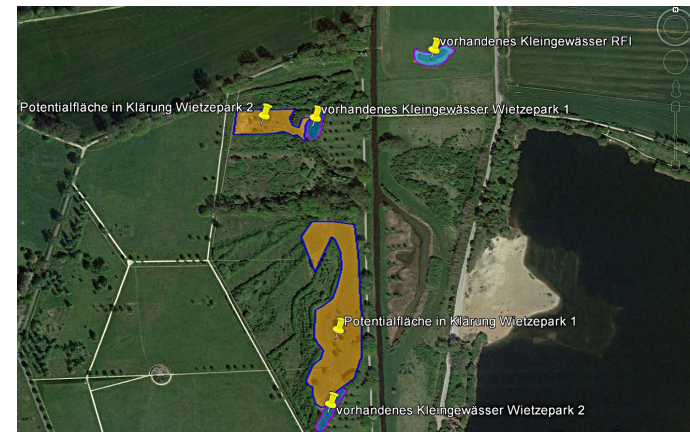 vorhandenes Kleingewässer RFI
Potentialfläche in Klärung Wietzepark 2
vorhandenes Kleingewässer Wietzepark 1
Potentialfläche in Klärung Wietzepark 1
vorhandenes Kleingewässer Wietzepark 2